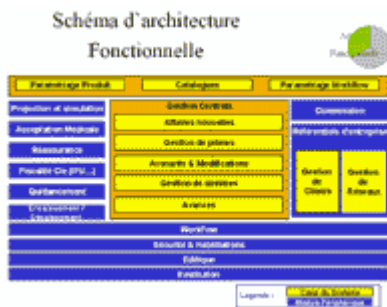 Schéma d'architecture
Fonctionnelle
Paramétrage Produit
Catalogues
Paramétrage Workflow
Projection et simulation
Acceptation Médicale
Réassurance
Quittancement
Gestion Contrats
Affaires nouvelles
Gestion de primes
Avenants & Modifications
Gestion de sinistres
Avances
Commission
Référentiels d'entreprise
Gestion
de
Clients
Gestion
de
Réseaux
Workflow
Sécurité & Habilitations
Editique
Légende :
Cœur du Système
Module Périphérique